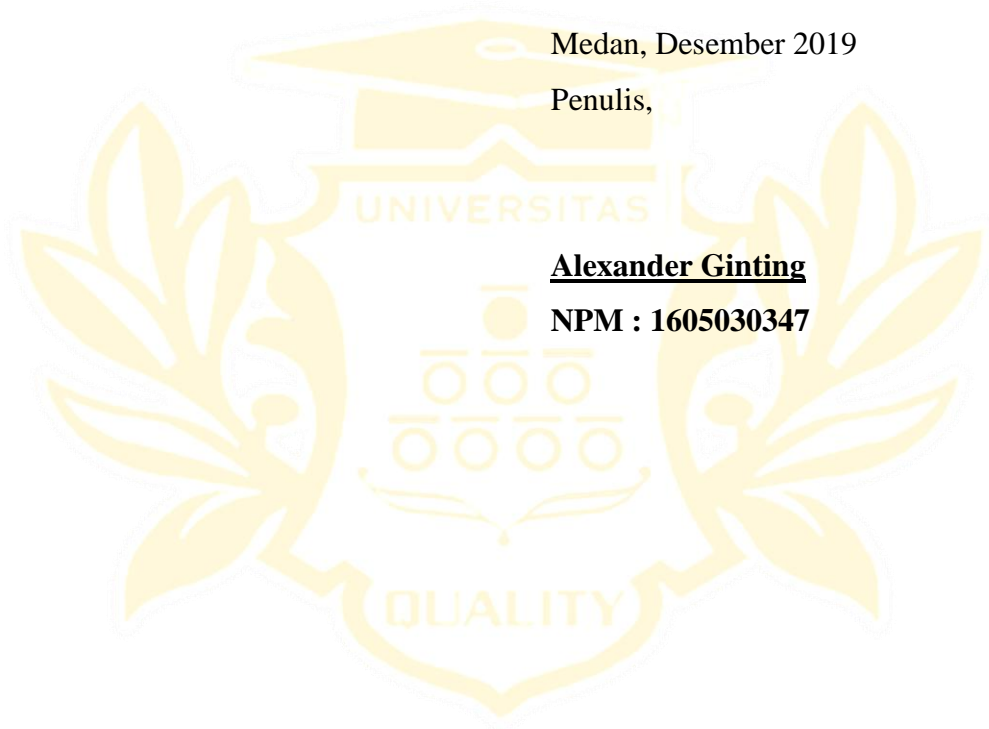 Medan, Desember 2019
Penulis,
UNIVERSITAS
Alexander Ginting
NPM : 1605030347
QUALITY